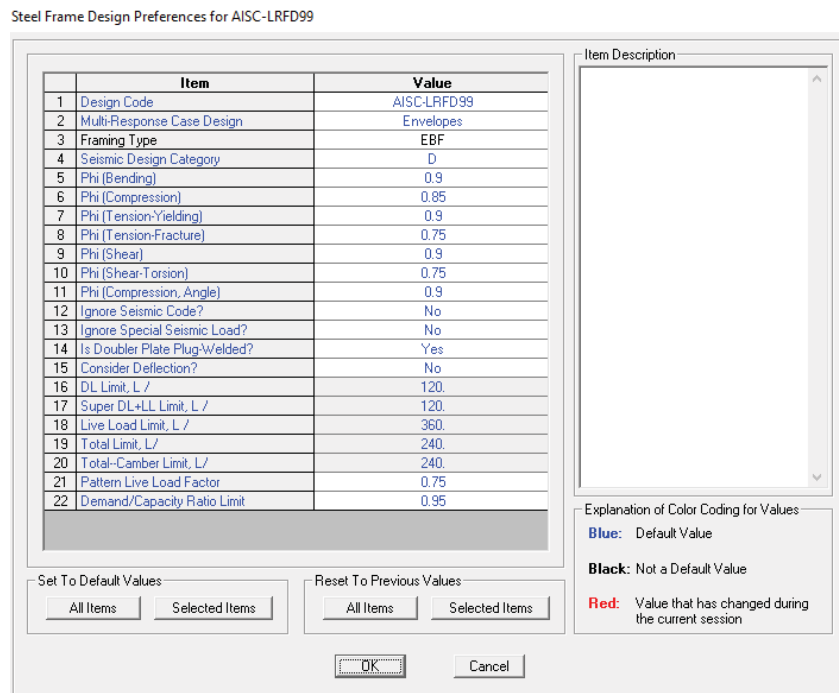 Steel Frame Design Preferences for AISC-LRFD99
Item Value
1 Design Code AISC-LRFD99
2 Multi-Response Case Design Envelopes
3 Framing Type EBF
4 Seismic Design Category D
5 Phi (Bending) 0.9
6 Phi (Compression) 0.85
7 Phi (Tension-Yielding) 0.9
8 Phi (Tension-Fracture) 0.75
9 Phi (Shear) 0.9
10 Phi (Shear-Torsion) 0.75
11 Phi (Compression, Angle) 0.9
12 Ignore Seismic Code? No
13 Ignore Special Seismic Load? No
14 Is Doubler Plate Plug-Welded? Yes
15 Consider Deflection? No
16 DL Limit, L / 120.
17 Super DL+LL Limit, L / 120.
18 Live Load Limit, L / 360.
19 Total Limit, L/ 240.
20 Total--Camber Limit, L/ 240.
21 Pattern Live Load Factor 0.75
22 Demand/Capacity Ratio Limit 0.95
Set To Default Values
All Items Selected Items
Reset To Previous Values
All Items Selected Items
Item Description
Explanation of Color Coding for Values
Blue: Default Value
Black: Not a Default Value
Red: Value that has changed during
the current session
OK Cancel